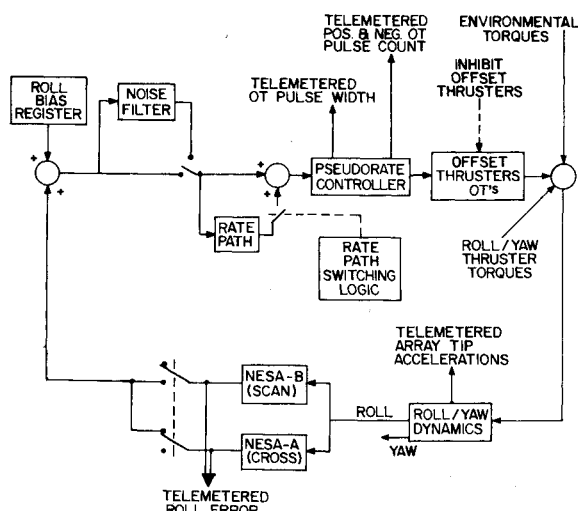 TELEMETERED
POS. & NEG. OT
PULSE COUNT
ENVIRONMENTAL
TORQUES
ROLL
BIAS
REGISTER
NOISE
FILTER
TELEMETERED
OT PULSE WIDTH
INHIBIT
OFFSET
THRUSTERS
+
+
+
+
PSEUDORATE
CONTROLLER
OFFSET
THRUSTERS
OT'S
RATE
PATH
RATE
PATH
SWITCHING
LOGIC
ROLL/YAW
THRUSTER
TORQUES
TELEMETERED
ARRAY TIP
ACCELERATIONS
NESA-B
(SCAN)
ROLL
ROLL/YAW
DYNAMICS
YAW
NESA-A
(CROSS)
TELEMETERED
ROLL ERROR